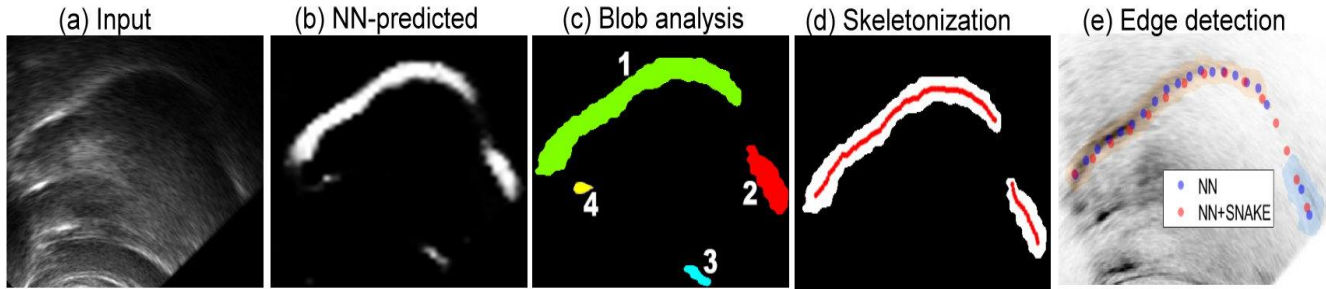 (a) Input
(b) NN-predicted
(c) Blob analysis
(d) Skeletonization
(e) Edge detection
1
2
3
4
NN
NN+SNAKE